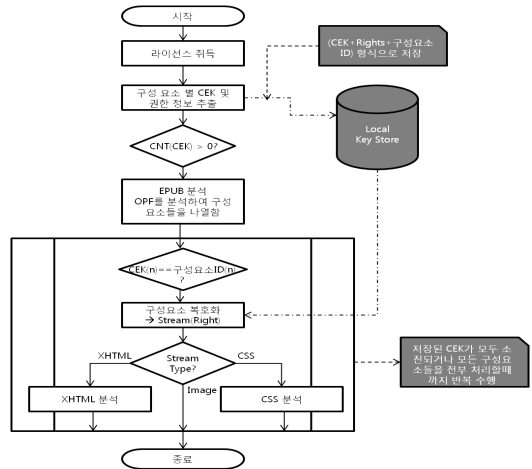 시작
라이선스 취득
(CEK+Rights+구성요소
ID) 형식으로 저장
구성 요소 별 CEK 및
권한 정보 추출
Local
Key Store
CNT(CEK) > 0?
EPUB 분석
OPF를 분석하여 구성
요소들을 나열함
CEK(n)==구성요소ID(n)
?
구성요소 복호화
→ Stream(Right)
XHTML
Stream
Type?
CSS
Image
저장된 CEK가 모두 소
진되거나 모든 구성요
소들을 전부 처리할때
까지 반복 수행
XHTML 분석
CSS 분석
종료